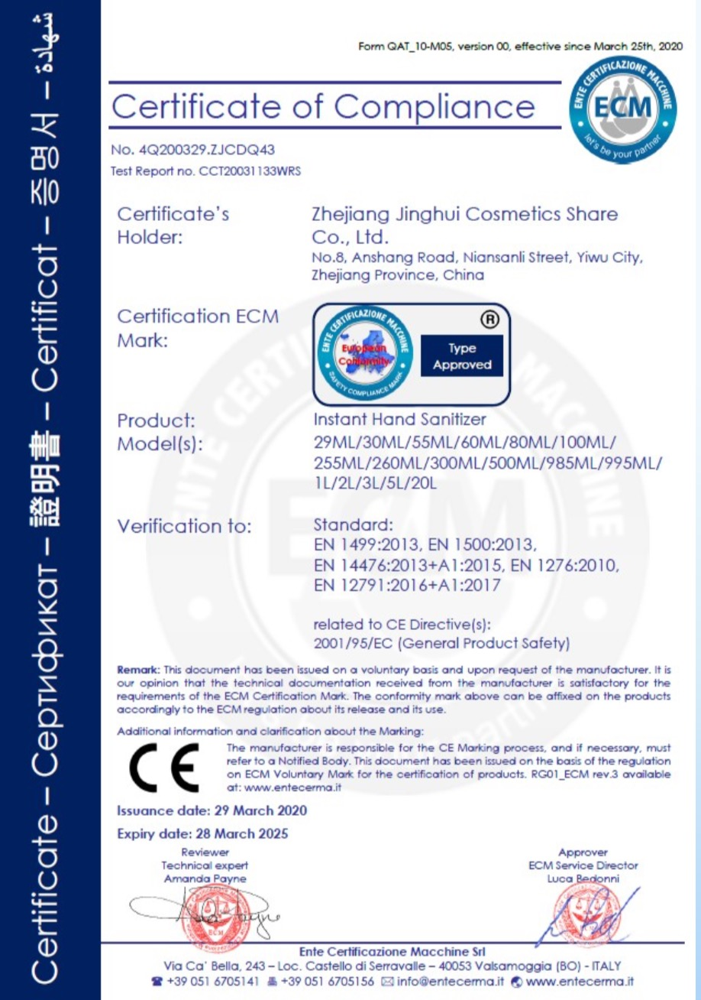 Form QAT_10-M05, version 00, effective since March 25th, 2020
Certificate of Compliance
ENTE CERTIFICAZIONE MACCHINE
ECM
let's be your partner
No. 4Q200329.ZJCDQ43
Test Report no. CCT20031133WRS
Certificate's
Holder:
Zhejiang Jinghui Cosmetics Share
Co., Ltd.
No.8, Anshang Road, Niansanli Street, Yiwu City,
Zhejiang Province, China
Certification ECM
Mark:
ENTE CERTIFICAZIONE MACCHINE
European
Conformity
SAFETY COMPLIANCE MARK
®
Type
Approved
Product:
Instant Hand Sanitizer
Model(s):
29ML/30ML/55ML/60ML/80ML/100ML/
255ML/260ML/300ML/500ML/985ML/995ML/
1L/2L/3L/5L/20L
Verification to:
Standard:
EN 1499:2013, EN 1500:2013,
EN 14476:2013+A1:2015, EN 1276:2010,
EN 12791:2016+A1:2017
related to CE Directive(s):
2001/95/EC (General Product Safety)
Remark: This document has been issued on a voluntary basis and upon request of the manufacturer. It is
our opinion that the technical documentation received from the manufacturer is satisfactory for the
requirements of the ECM Certification Mark. The conformity mark above can be affixed on the products
accordingly to the ECM regulation about its release and its use.
Additional information and clarification about the Marking:
CE
The manufacturer is responsible for the CE Marking process, and if necessary, must
refer to a Notified Body. This document has been issued on the basis of the regulation
on ECM Voluntary Mark for the certification of products. RG01_ECM rev.3 available
at: www.entecerma.it
Issuance date: 29 March 2020
Expiry date: 28 March 2025
Reviewer
Technical expert
Amanda Payne
Approver
ECM Service Director
Luca Bedonni
Ente Certificazione Macchine Srl
Via Ca' Bella, 243 – Loc. Castello di Serravalle – 40053 Valsamoggia (BO) - ITALY
☎ +39 051 6705141 +39 051 6705156 ✉ info@entecerma.it www.entecerma.it
Certificate – Сертификат – 證明書 – Certificat – 증명서 – شهادة